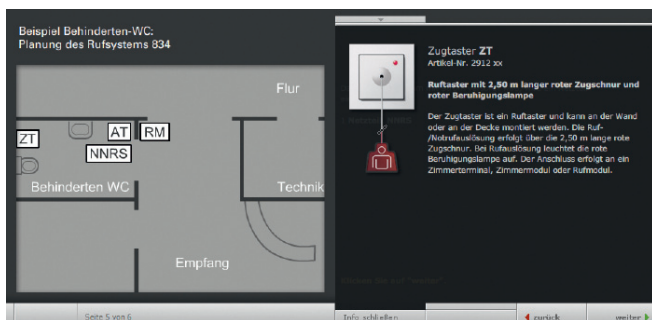 Beispiel Behinderten-WC:
Planung des Rufsystems 834
Flur
ZT
AT
RM
NNRS
Behinderten WC
Technik
Empfang
Seite 5 von 6
Zugtaster ZT
Artikel-Nr. 2912 xx
Ruftaster mit 2,50 m langer roter Zugschnur und
roter Beruhigungslampe
Der Zugtaster ist ein Ruftaster und kann an der Wand
oder an der Decke montiert werden. Die Ruf-
/Notrufauslösung erfolgt über die 2,50 m lange rote
Zugschnur. Bei Rufauslösung leuchtet die rote
Beruhigungslampe auf. Der Anschluss erfolgt an ein
Zimmerterminal, Zimmermodul oder Rufmodul.
Info schließen
zurück
weiter